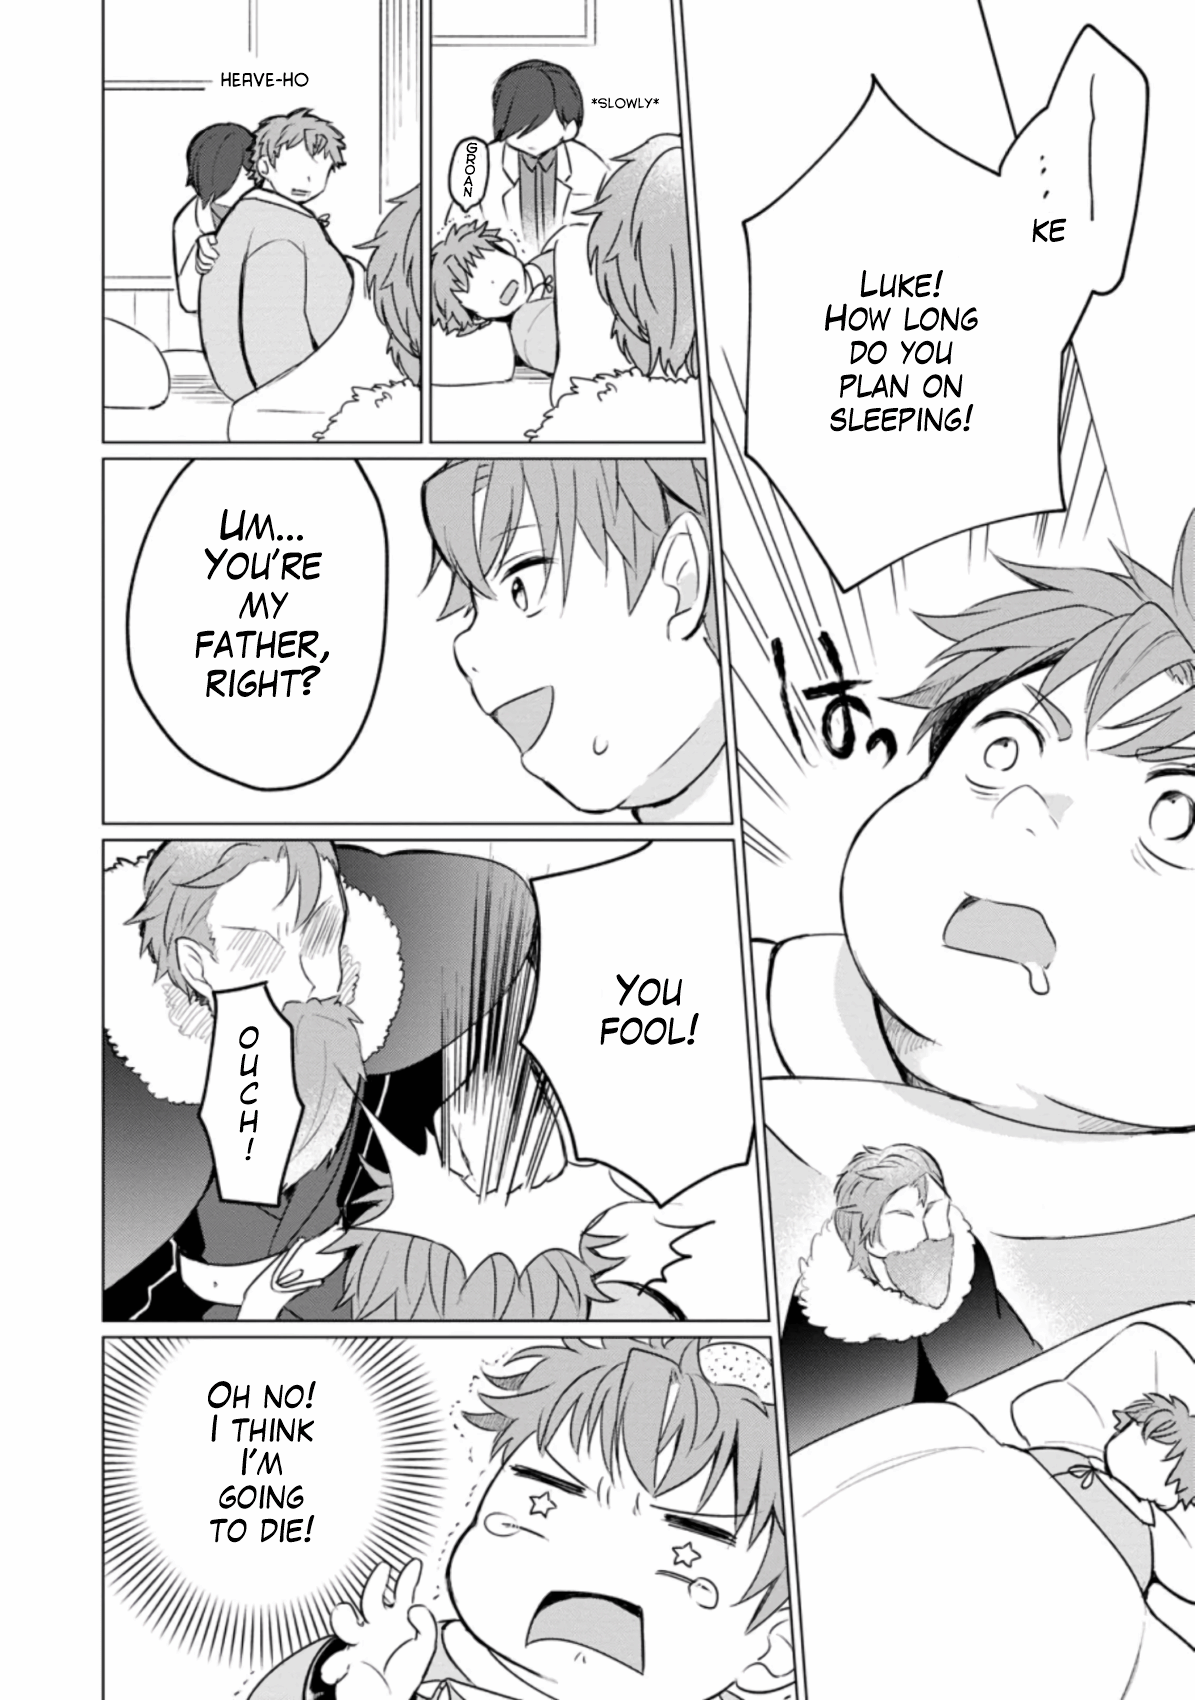 ... KE
LUKE!
HOW LONG
DO YOU
PLAN ON
SLEEPING!
はっ
*SLOWLY*
GROAN
HEAVE-HO
UM...
YOU'RE
MY
FATHER,
RIGHT?
YOU
FOOL!
OUCH!
OH NO!
I THINK
I'M
GOING
TO DIE!